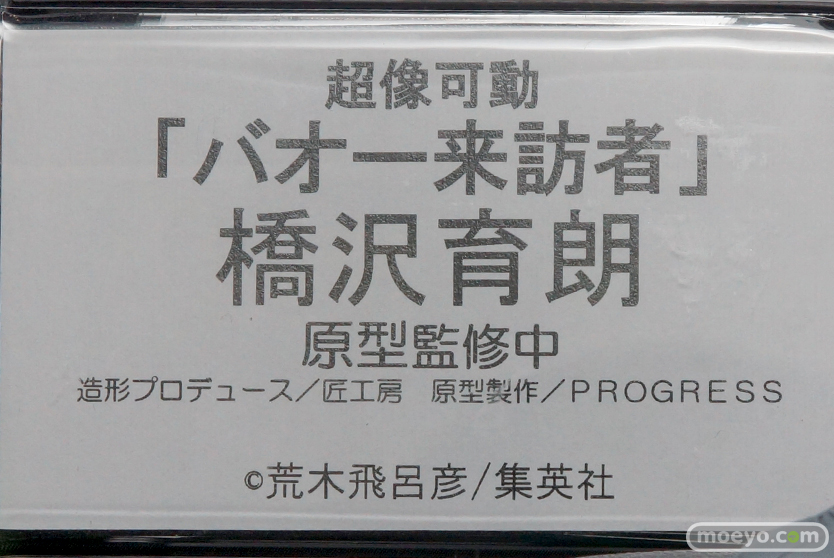 超像可動
「バオー来訪者」
橋沢育朗
原型監修中
造形プロデュース／匠工房　原型製作／PROGRESS
©荒木飛呂彦/集英社
moeyo.com